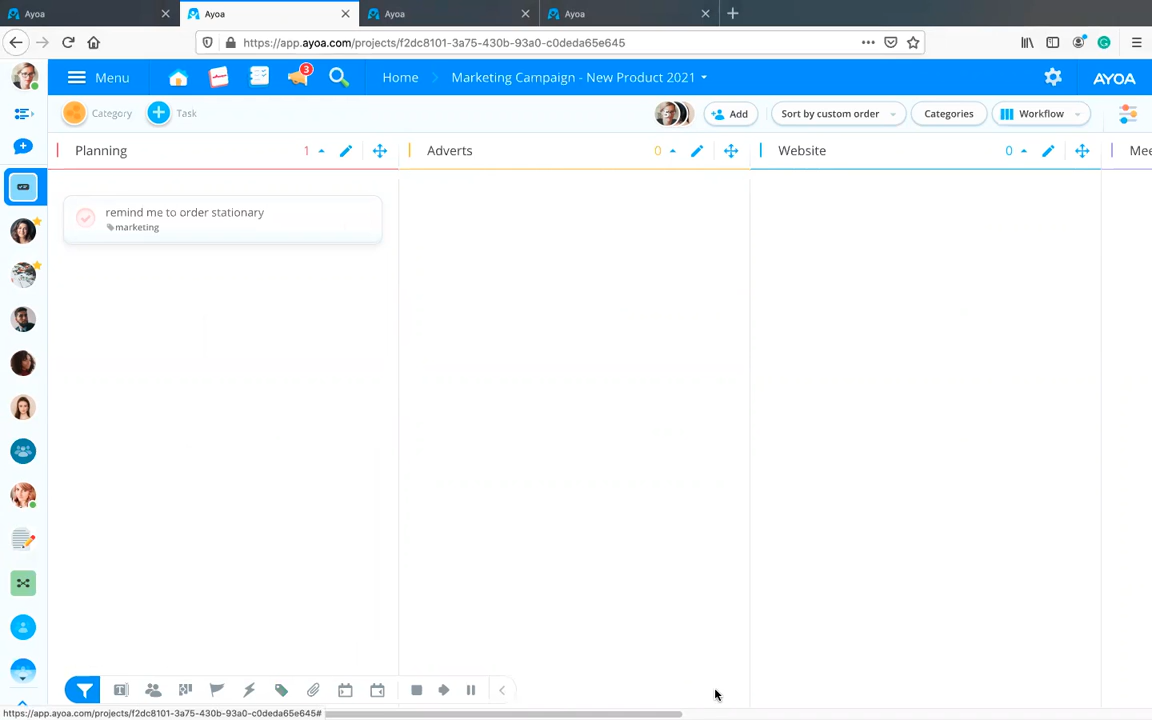 Ayoa
Ayoa
Ayoa
Ayoa
https://app.ayoa.com/projects/f2dc8101-3a75-430b-93a0-c0deda65e645
Menu
3
Home
Marketing Campaign - New Product 2021
AYOA
Category
Task
Add
Sort by custom order
Categories
Workflow
Planning 1
Adverts 0
Website 0
Mee
remind me to order stationary
marketing
https://app.ayoa.com/projects/f2dc8101-3a75-430b-93a0-c0deda65e645#